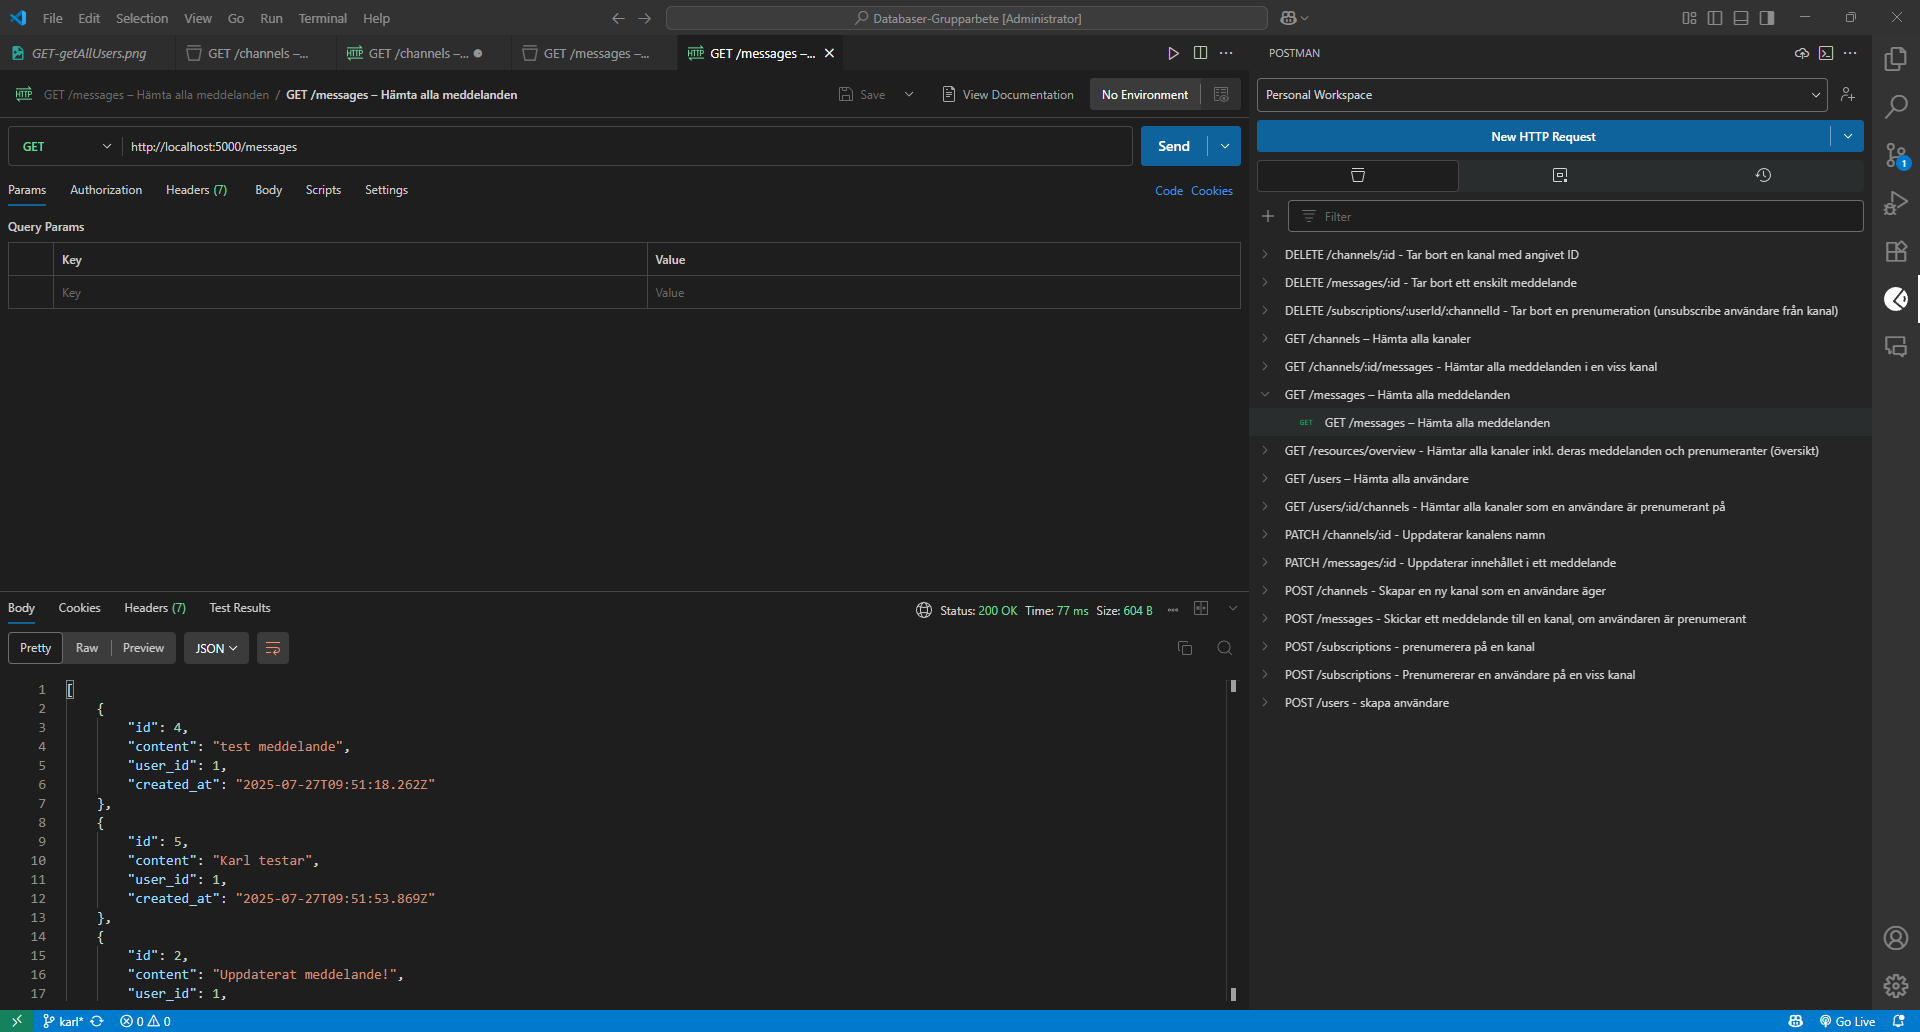 File Edit Selection View Go Run Terminal Help
Databaser-Grupparbete [Administrator]
GET-getAllUsers.png GET /channels –... GET /channels –... GET /messages –... GET /messages –...
GET /messages – Hämta alla meddelanden / GET /messages – Hämta alla meddelanden Save View Documentation No Environment
GET http://localhost:5000/messages Send
Params Authorization Headers (7) Body Scripts Settings Code Cookies
Query Params
Key Value
Key Value
Body Cookies Headers (7) Test Results Status: 200 OK Time: 77 ms Size: 604 B
Pretty Raw Preview JSON
1 [
2 {
3 "id": 4,
4 "content": "test meddelande",
5 "user_id": 1,
6 "created_at": "2025-07-27T09:51:18.262Z"
7 },
8 {
9 "id": 5,
10 "content": "Karl testar",
11 "user_id": 1,
12 "created_at": "2025-07-27T09:51:53.869Z"
13 },
14 {
15 "id": 2,
16 "content": "Uppdaterat meddelande!",
17 "user_id": 1,
POSTMAN
Personal Workspace
New HTTP Request
Filter
DELETE /channels/:id - Tar bort en kanal med angivet ID
DELETE /messages/:id - Tar bort ett enskilt meddelande
DELETE /subscriptions/:userId/:channelId - Tar bort en prenumeration (unsubscribe användare från kanal)
GET /channels – Hämta alla kanaler
GET /channels/:id/messages - Hämtar alla meddelanden i en viss kanal
GET /messages – Hämta alla meddelanden
GET GET /messages – Hämta alla meddelanden
GET /resources/overview - Hämtar alla kanaler inkl. deras meddelanden och prenumeranter (översikt)
GET /users – Hämta alla användare
GET /users/:id/channels - Hämtar alla kanaler som en användare är prenumerant på
PATCH /channels/:id - Uppdaterar kanalens namn
PATCH /messages/:id - Uppdaterar innehållet i ett meddelande
POST /channels - Skapar en ny kanal som en användare äger
POST /messages - Skickar ett meddelande till en kanal, om användaren är prenumerant
POST /subscriptions - prenumerera på en kanal
POST /subscriptions - Prenumererar en användare på en viss kanal
POST /users - skapa användare
1
karl* 0 0 Go Live